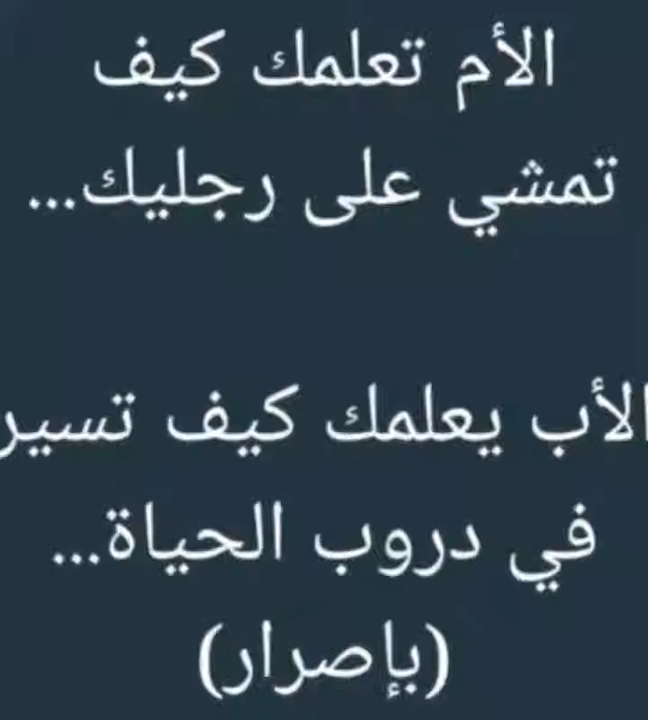 الأم تعلمك كيف
تمشي على رجليك...
الأب يعلمك كيف تسير
في دروب الحياة...
(بإصرار)